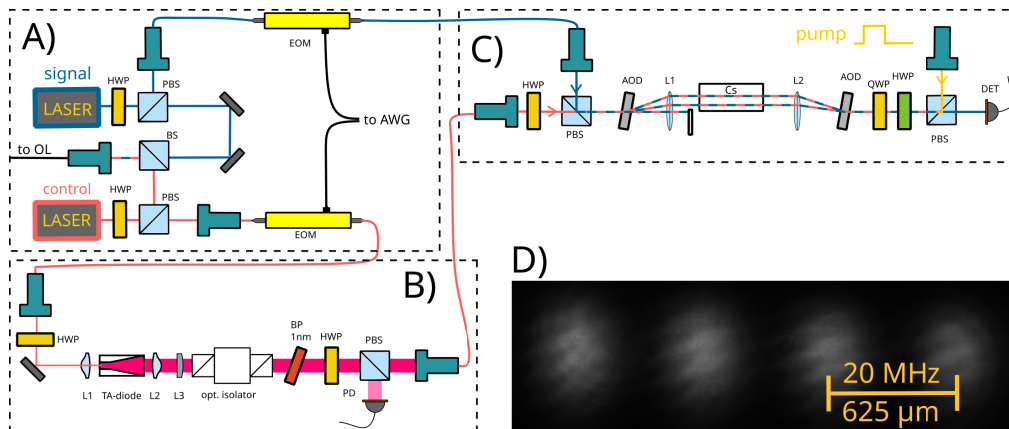 A)
signal
LASER
HWP
PBS
EOM
to AWG
to OL
BS
control
LASER
HWP
PBS
EOM
B)
HWP
L1
TA-diode
L2
L3
opt. isolator
BP
1nm
HWP
PBS
PD
C)
pump
HWP
PBS
AOD
L1
Cs
L2
AOD
QWP
HWP
PBS
DET
D)
20 MHz
625 µm